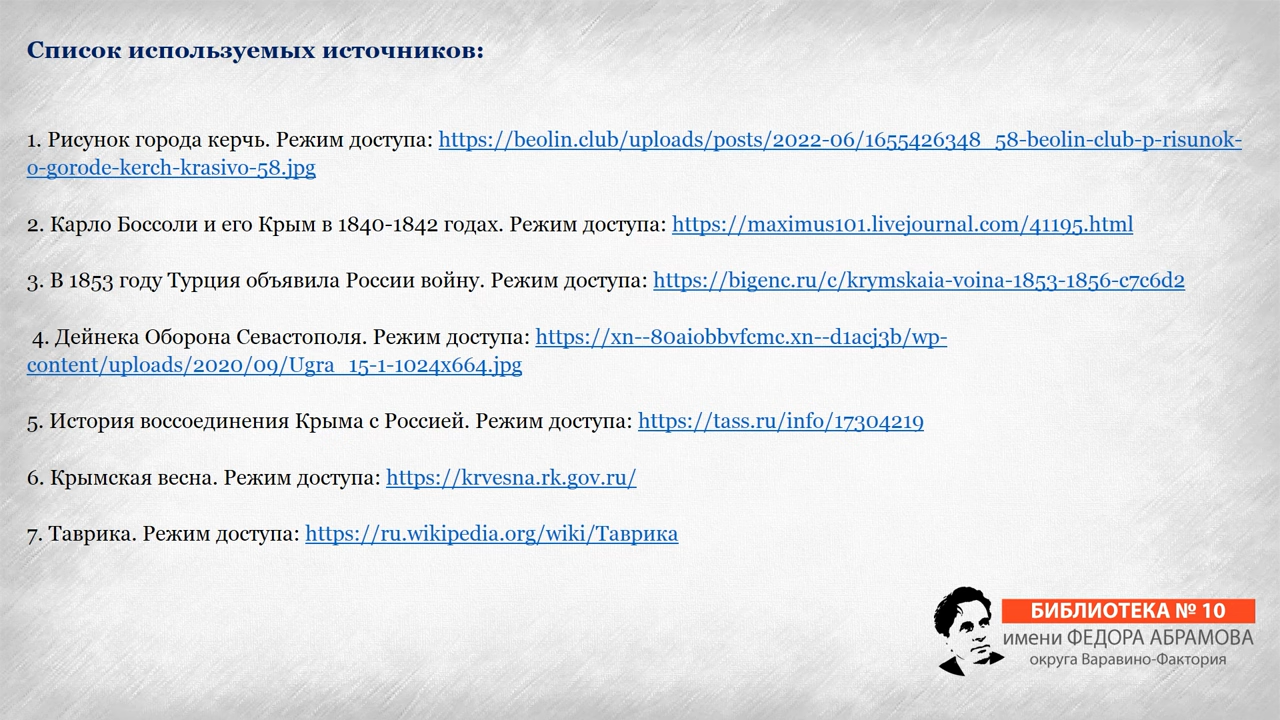 Список используемых источников:
1. Рисунок города керчь. Режим доступа: https://beolin.club/uploads/posts/2022-06/1655426348_58-beolin-club-p-risunok-
o-gorode-kerch-krasivo-58.jpg
2. Карло Боссоли и его Крым в 1840-1842 годах. Режим доступа: https://maximus101.livejournal.com/41195.html
3. В 1853 году Турция объявила России войну. Режим доступа: https://bigenc.ru/c/krymskaia-voina-1853-1856-c7c6d2
4. Дейнека Оборона Севастополя. Режим доступа: https://xn--80aiobbvfcmc.xn--d1acj3b/wp-
content/uploads/2020/09/Ugra_15-1-1024x664.jpg
5. История воссоединения Крыма с Россией. Режим доступа: https://tass.ru/info/17304219
6. Крымская весна. Режим доступа: https://krvesna.rk.gov.ru/
7. Таврика. Режим доступа: https://ru.wikipedia.org/wiki/Таврика
БИБЛИОТЕКА № 10
имени ФЕДОРА АБРАМОВА
округа Варавино-Фактория